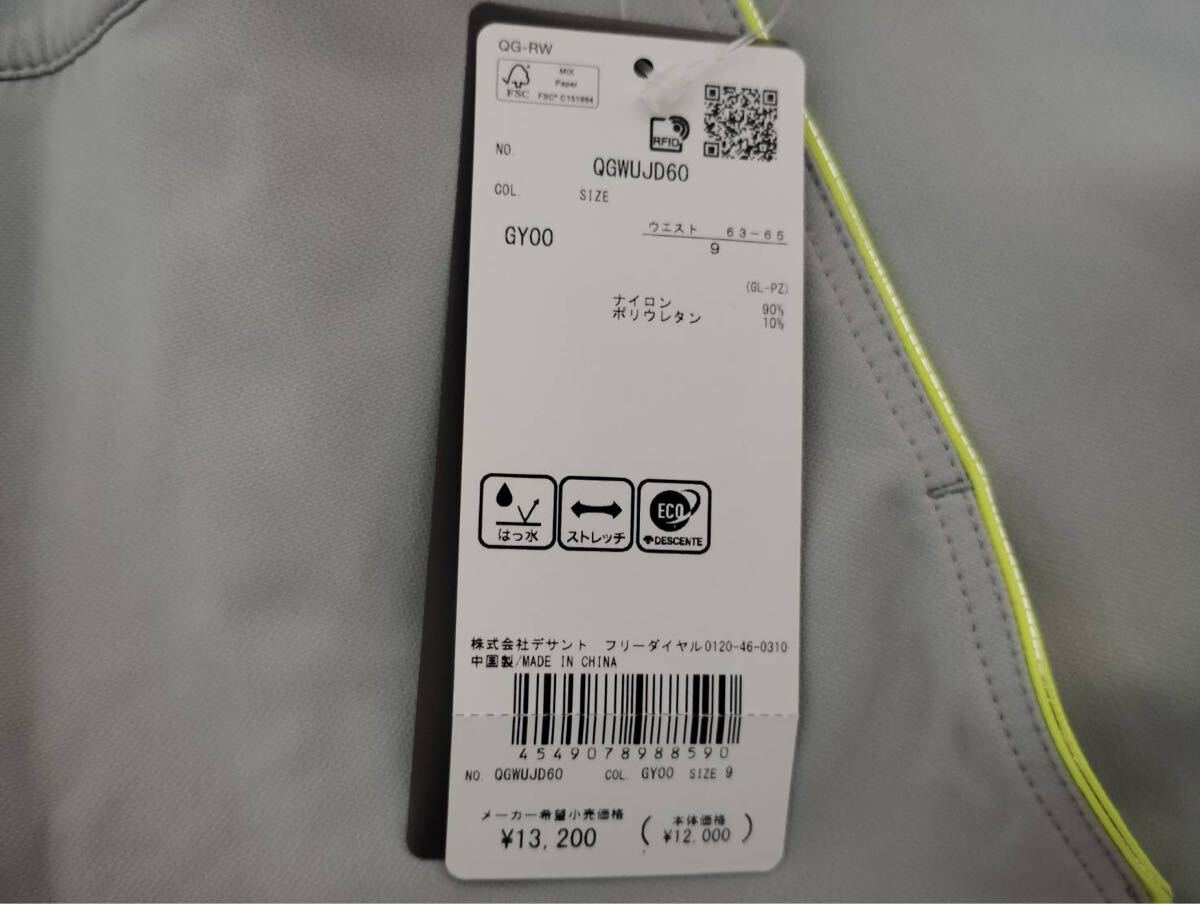 QG-RW
MIX
Paper
FSC FSC® C151994
RFID
NO. QGWUJD60
COL. SIZE
GY00
ウエスト 63-65
9
(GL-PZ)
ナイロン 90%
ポリウレタン 10%
はっ水
ストレッチ
ECO
DESCENTE
株式会社デサント フリーダイヤル0120-46-0310
中国製/MADE IN CHINA
4549078988590
NO. QGWUJD60 COL. GY00 SIZE 9
メーカー希望小売価格
¥13,200
(本体価格
¥12,000)